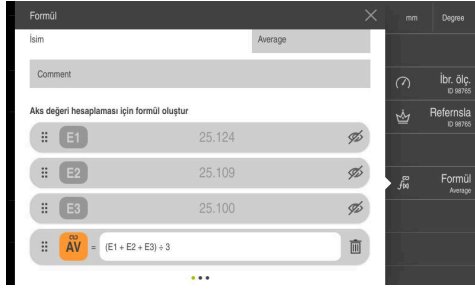 Formül
İsim
Average
Comment
Aks değeri hesaplaması için formül oluştur
E1 25.124
E2 25.109
E3 25.100
AV = (E1 + E2 + E3) ÷ 3
mm Degree
İbr. ölç.
ID 98765
Refernsla
ID 98765
f(x) Formül
Average